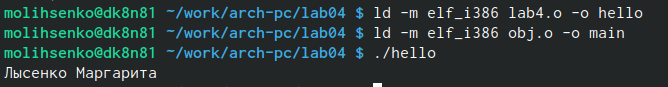 molihsenko@dk8n81 ~/work/arch-pc/lab04 $ ld -m elf_i386 lab4.o -o hello
molihsenko@dk8n81 ~/work/arch-pc/lab04 $ ld -m elf_i386 obj.o -o main
molihsenko@dk8n81 ~/work/arch-pc/lab04 $ ./hello
Лысенко Маргарита